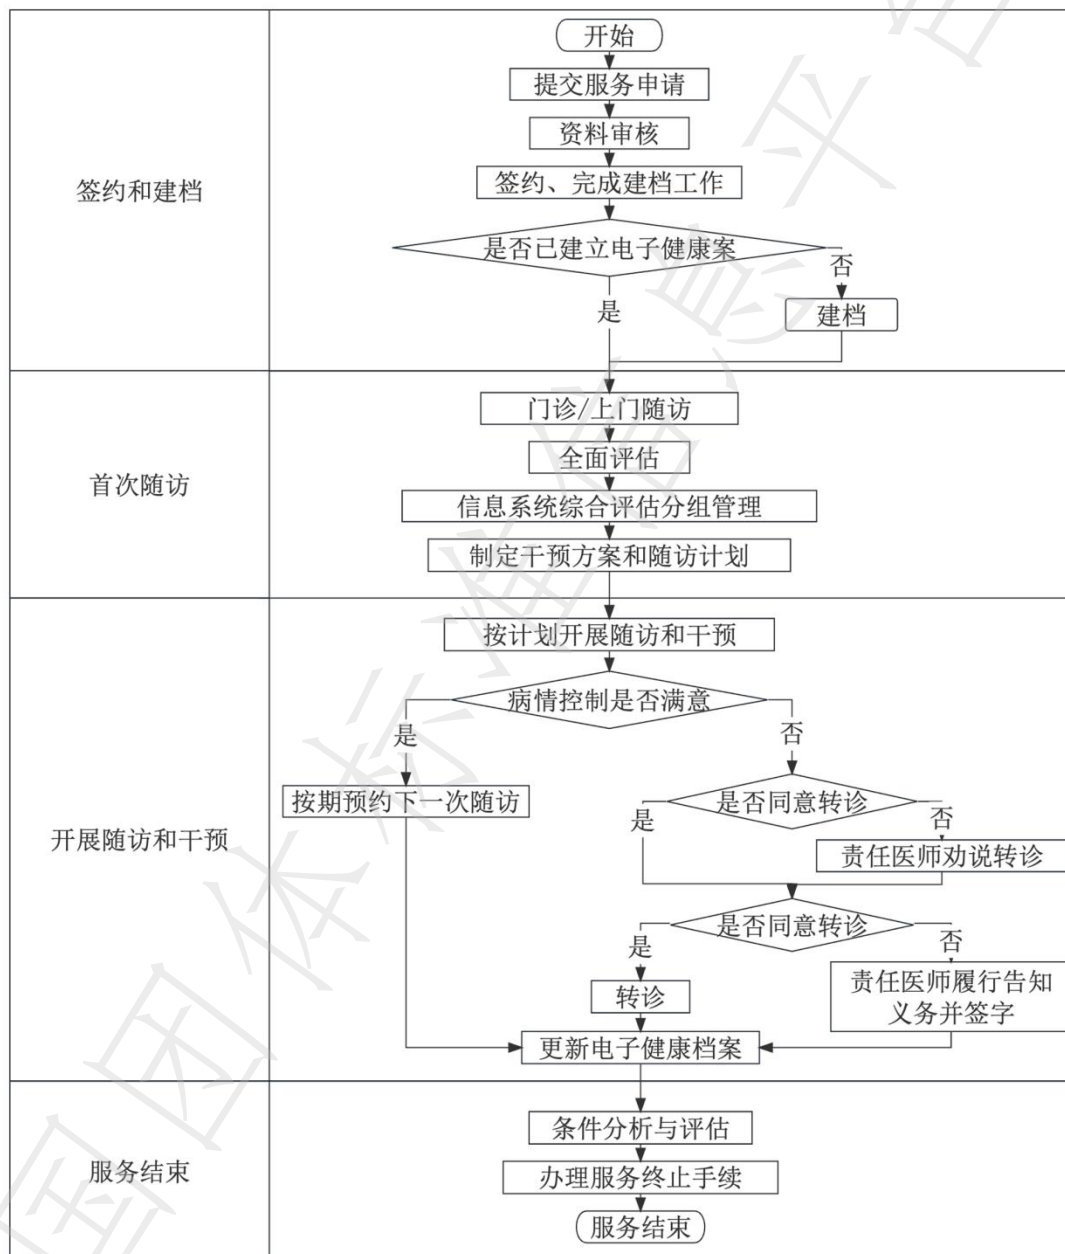 签约和建档
开始
提交服务申请
资料审核
签约、完成建档工作
是否已建立电子健康案
否
是
建档
首次随访
门诊/上门随访
全面评估
信息系统综合评估分组管理
制定干预方案和随访计划
开展随访和干预
按计划开展随访和干预
病情控制是否满意
是
否
按期预约下一次随访
是否同意转诊
是
否
责任医师劝说转诊
是否同意转诊
是
否
转诊
责任医师履行告知
义务并签字
更新电子健康档案
服务结束
条件分析与评估
办理服务终止手续
服务结束
国团体标准信息平台